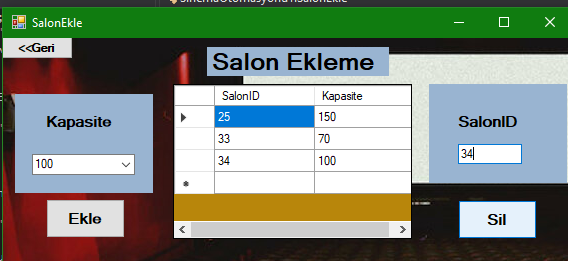 SalonEkle
<<Geri
Salon Ekleme
Kapasite
100
Ekle
SalonID Kapasite
25 150
33 70
34 100
SalonID
34
Sil